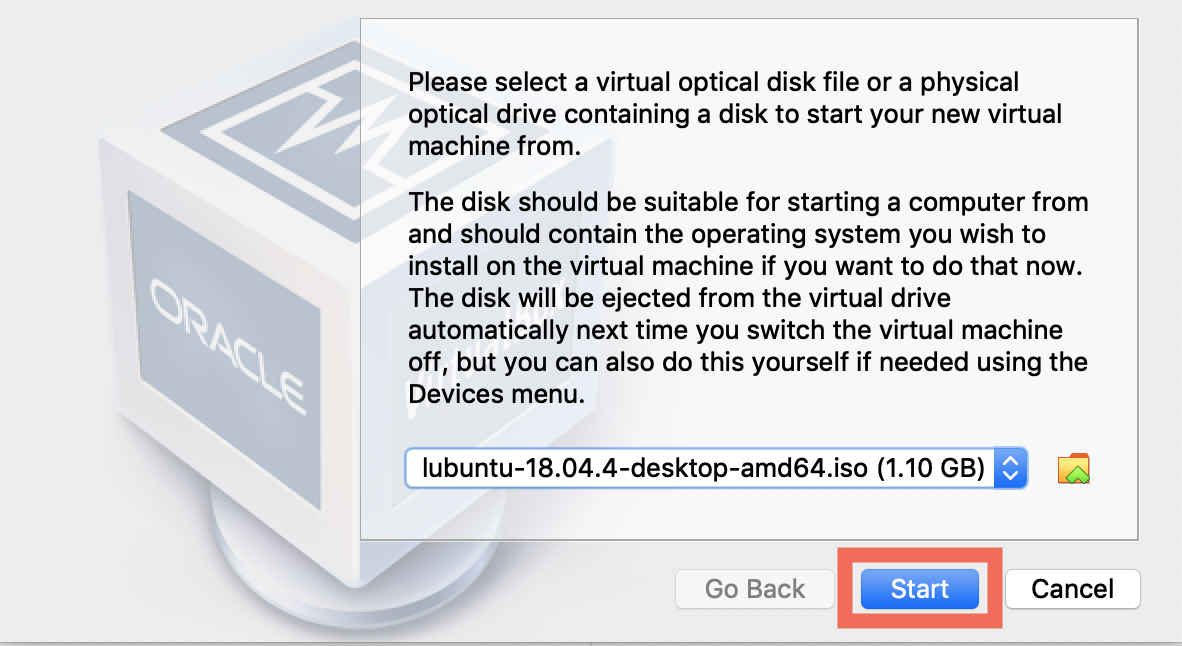 Please select a virtual optical disk file or a physical
optical drive containing a disk to start your new virtual
machine from.
The disk should be suitable for starting a computer from
and should contain the operating system you wish to
install on the virtual machine if you want to do that now.
The disk will be ejected from the virtual drive
automatically next time you switch the virtual machine
off, but you can also do this yourself if needed using the
Devices menu.
ORACLE
VirtualBox
lubuntu-18.04.4-desktop-amd64.iso (1.10 GB)
Go Back
Start
Cancel